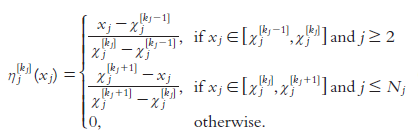 η_j^{[k_j]}(x_j) = { (x_j − χ_j^{[k_j−1]}) / (χ_j^{[k_j]} − χ_j^{[k_j−1]}), if x_j ∈ [χ_j^{[k_j−1]}, χ_j^{[k_j]}] and j ≥ 2
(χ_j^{[k_j+1]} − x_j) / (χ_j^{[k_j+1]} − χ_j^{[k_j]}), if x_j ∈ [χ_j^{[k_j]}, χ_j^{[k_j+1]}] and j ≤ N_j
0, otherwise.